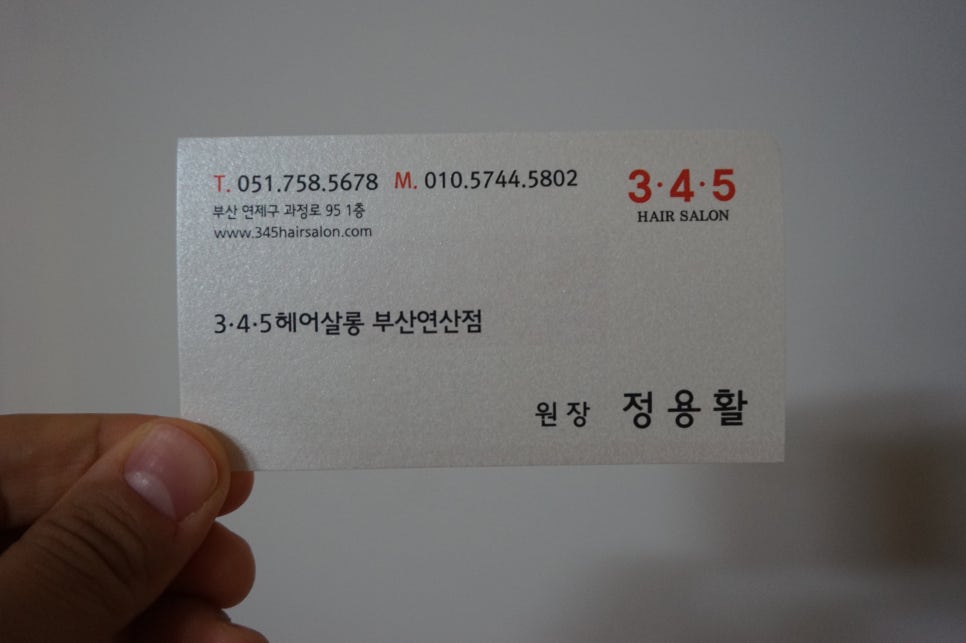 T. 051.758.5678 M. 010.5744.5802
부산 연제구 과정로 95 1층
www.345hairsalon.com
3·4·5
HAIR SALON
3·4·5헤어살롱 부산연산점
원장 정용활